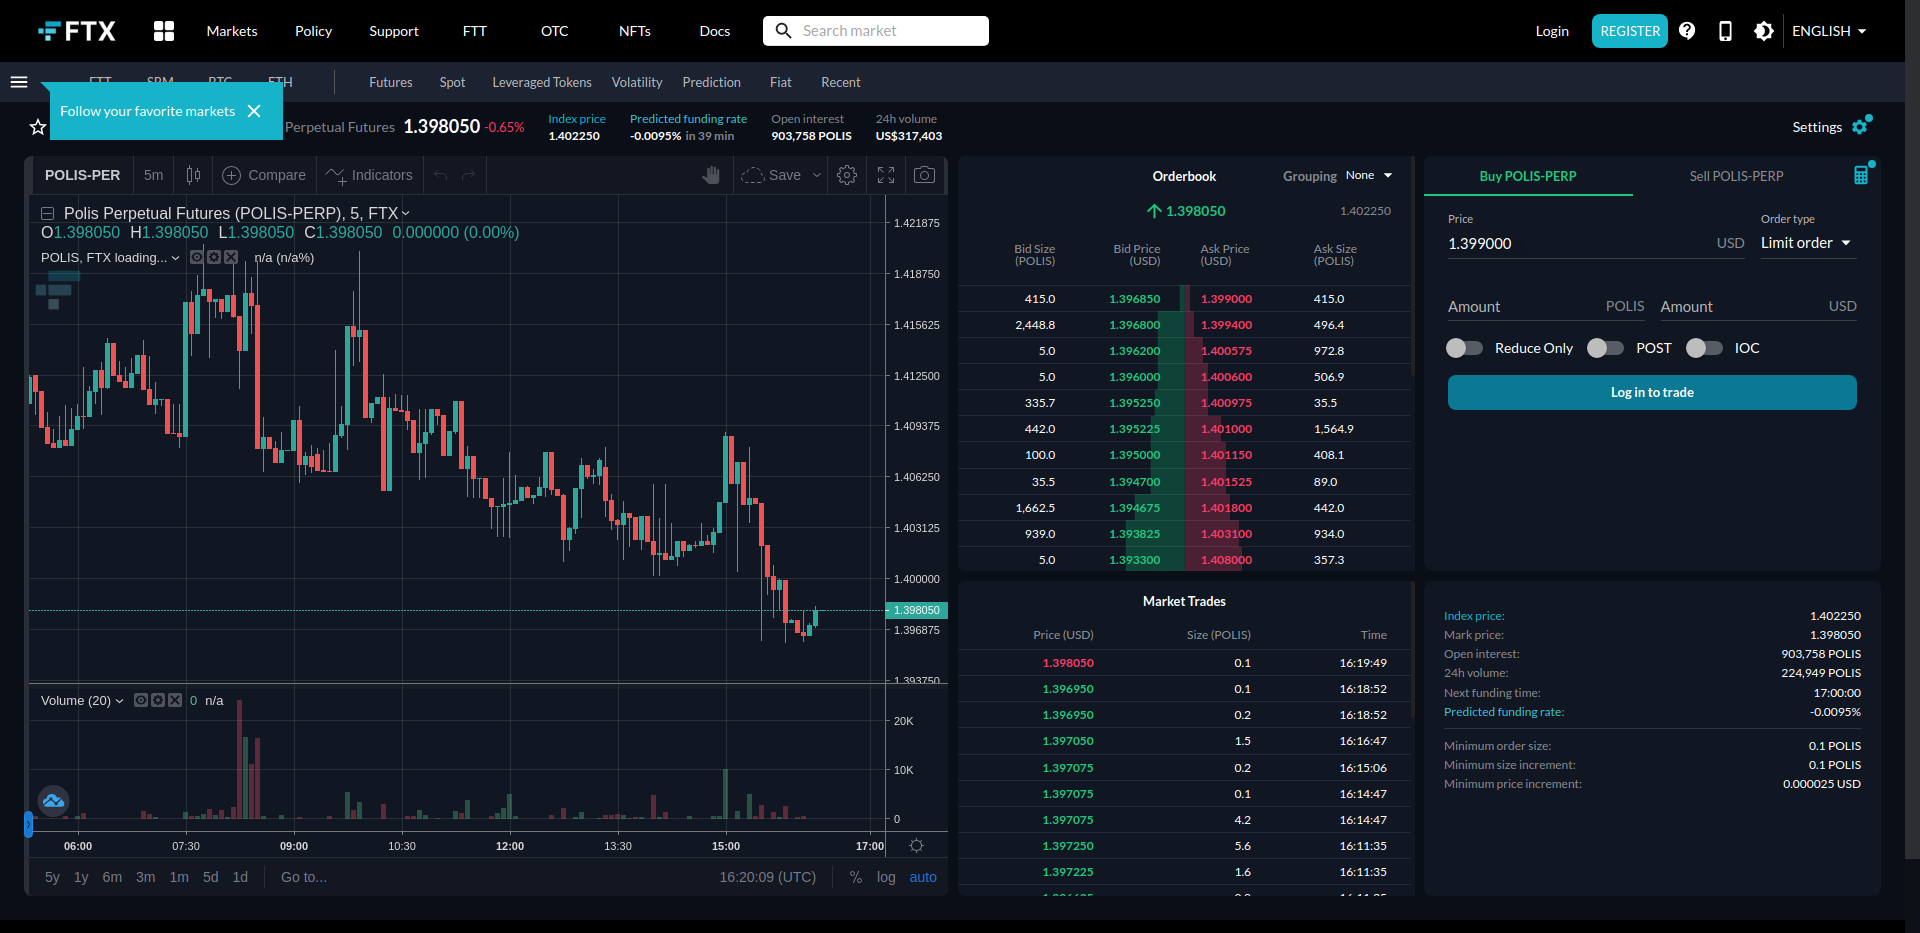 FTX
Markets
Policy
Support
FTT
OTC
NFTs
Docs
Search market
Login
REGISTER
ENGLISH
Futures
Spot
Leveraged Tokens
Volatility
Prediction
Fiat
Recent
Follow your favorite markets
Perpetual Futures
1.398050 -0.65%
Index price
1.402250
Predicted funding rate
-0.0095% in 39 min
Open interest
903,758 POLIS
24h volume
US$317,403
Settings
POLIS-PER
5m
Compare
Indicators
Save
Polis Perpetual Futures (POLIS-PERP), 5, FTX
O1.398050 H1.398050 L1.398050 C1.398050 0.000000 (0.00%)
POLIS, FTX loading...
n/a (n/a%)
1.421875
1.418750
1.415625
1.412500
1.409375
1.406250
1.403125
1.400000
1.398050
1.396875
1.393750
Volume (20)
0 n/a
20K
10K
0
06:00 07:30 09:00 10:30 12:00 13:30 15:00 17:00
5y 1y 6m 3m 1m 5d 1d
Go to...
16:20:09 (UTC)
% log auto
Orderbook
Grouping None
1.398050
1.402250
Bid Size (POLIS) Bid Price (USD) Ask Price (USD) Ask Size (POLIS)
415.0 1.396850 1.399000 415.0
2,448.8 1.396800 1.399400 496.4
5.0 1.396200 1.400575 972.8
5.0 1.396000 1.400600 506.9
335.7 1.395250 1.400975 35.5
442.0 1.395225 1.401000 1,564.9
100.0 1.395000 1.401150 408.1
35.5 1.394700 1.401525 89.0
1,662.5 1.394675 1.401800 442.0
939.0 1.393825 1.403100 934.0
5.0 1.393300 1.408000 357.3
Market Trades
Price (USD) Size (POLIS) Time
1.398050 0.1 16:19:49
1.396950 0.1 16:18:52
1.396950 0.2 16:18:52
1.397050 1.5 16:16:47
1.397075 0.2 16:15:06
1.397075 0.1 16:14:47
1.397075 4.2 16:14:47
1.397250 5.6 16:11:35
1.397225 1.6 16:11:35
Buy POLIS-PERP
Sell POLIS-PERP
Price
1.399000 USD
Order type
Limit order
Amount POLIS
Amount USD
Reduce Only
POST
IOC
Log in to trade
Index price: 1.402250
Mark price: 1.398050
Open interest: 903,758 POLIS
24h volume: 224,949 POLIS
Next funding time: 17:00:00
Predicted funding rate: -0.0095%
Minimum order size: 0.1 POLIS
Minimum size increment: 0.1 POLIS
Minimum price increment: 0.000025 USD